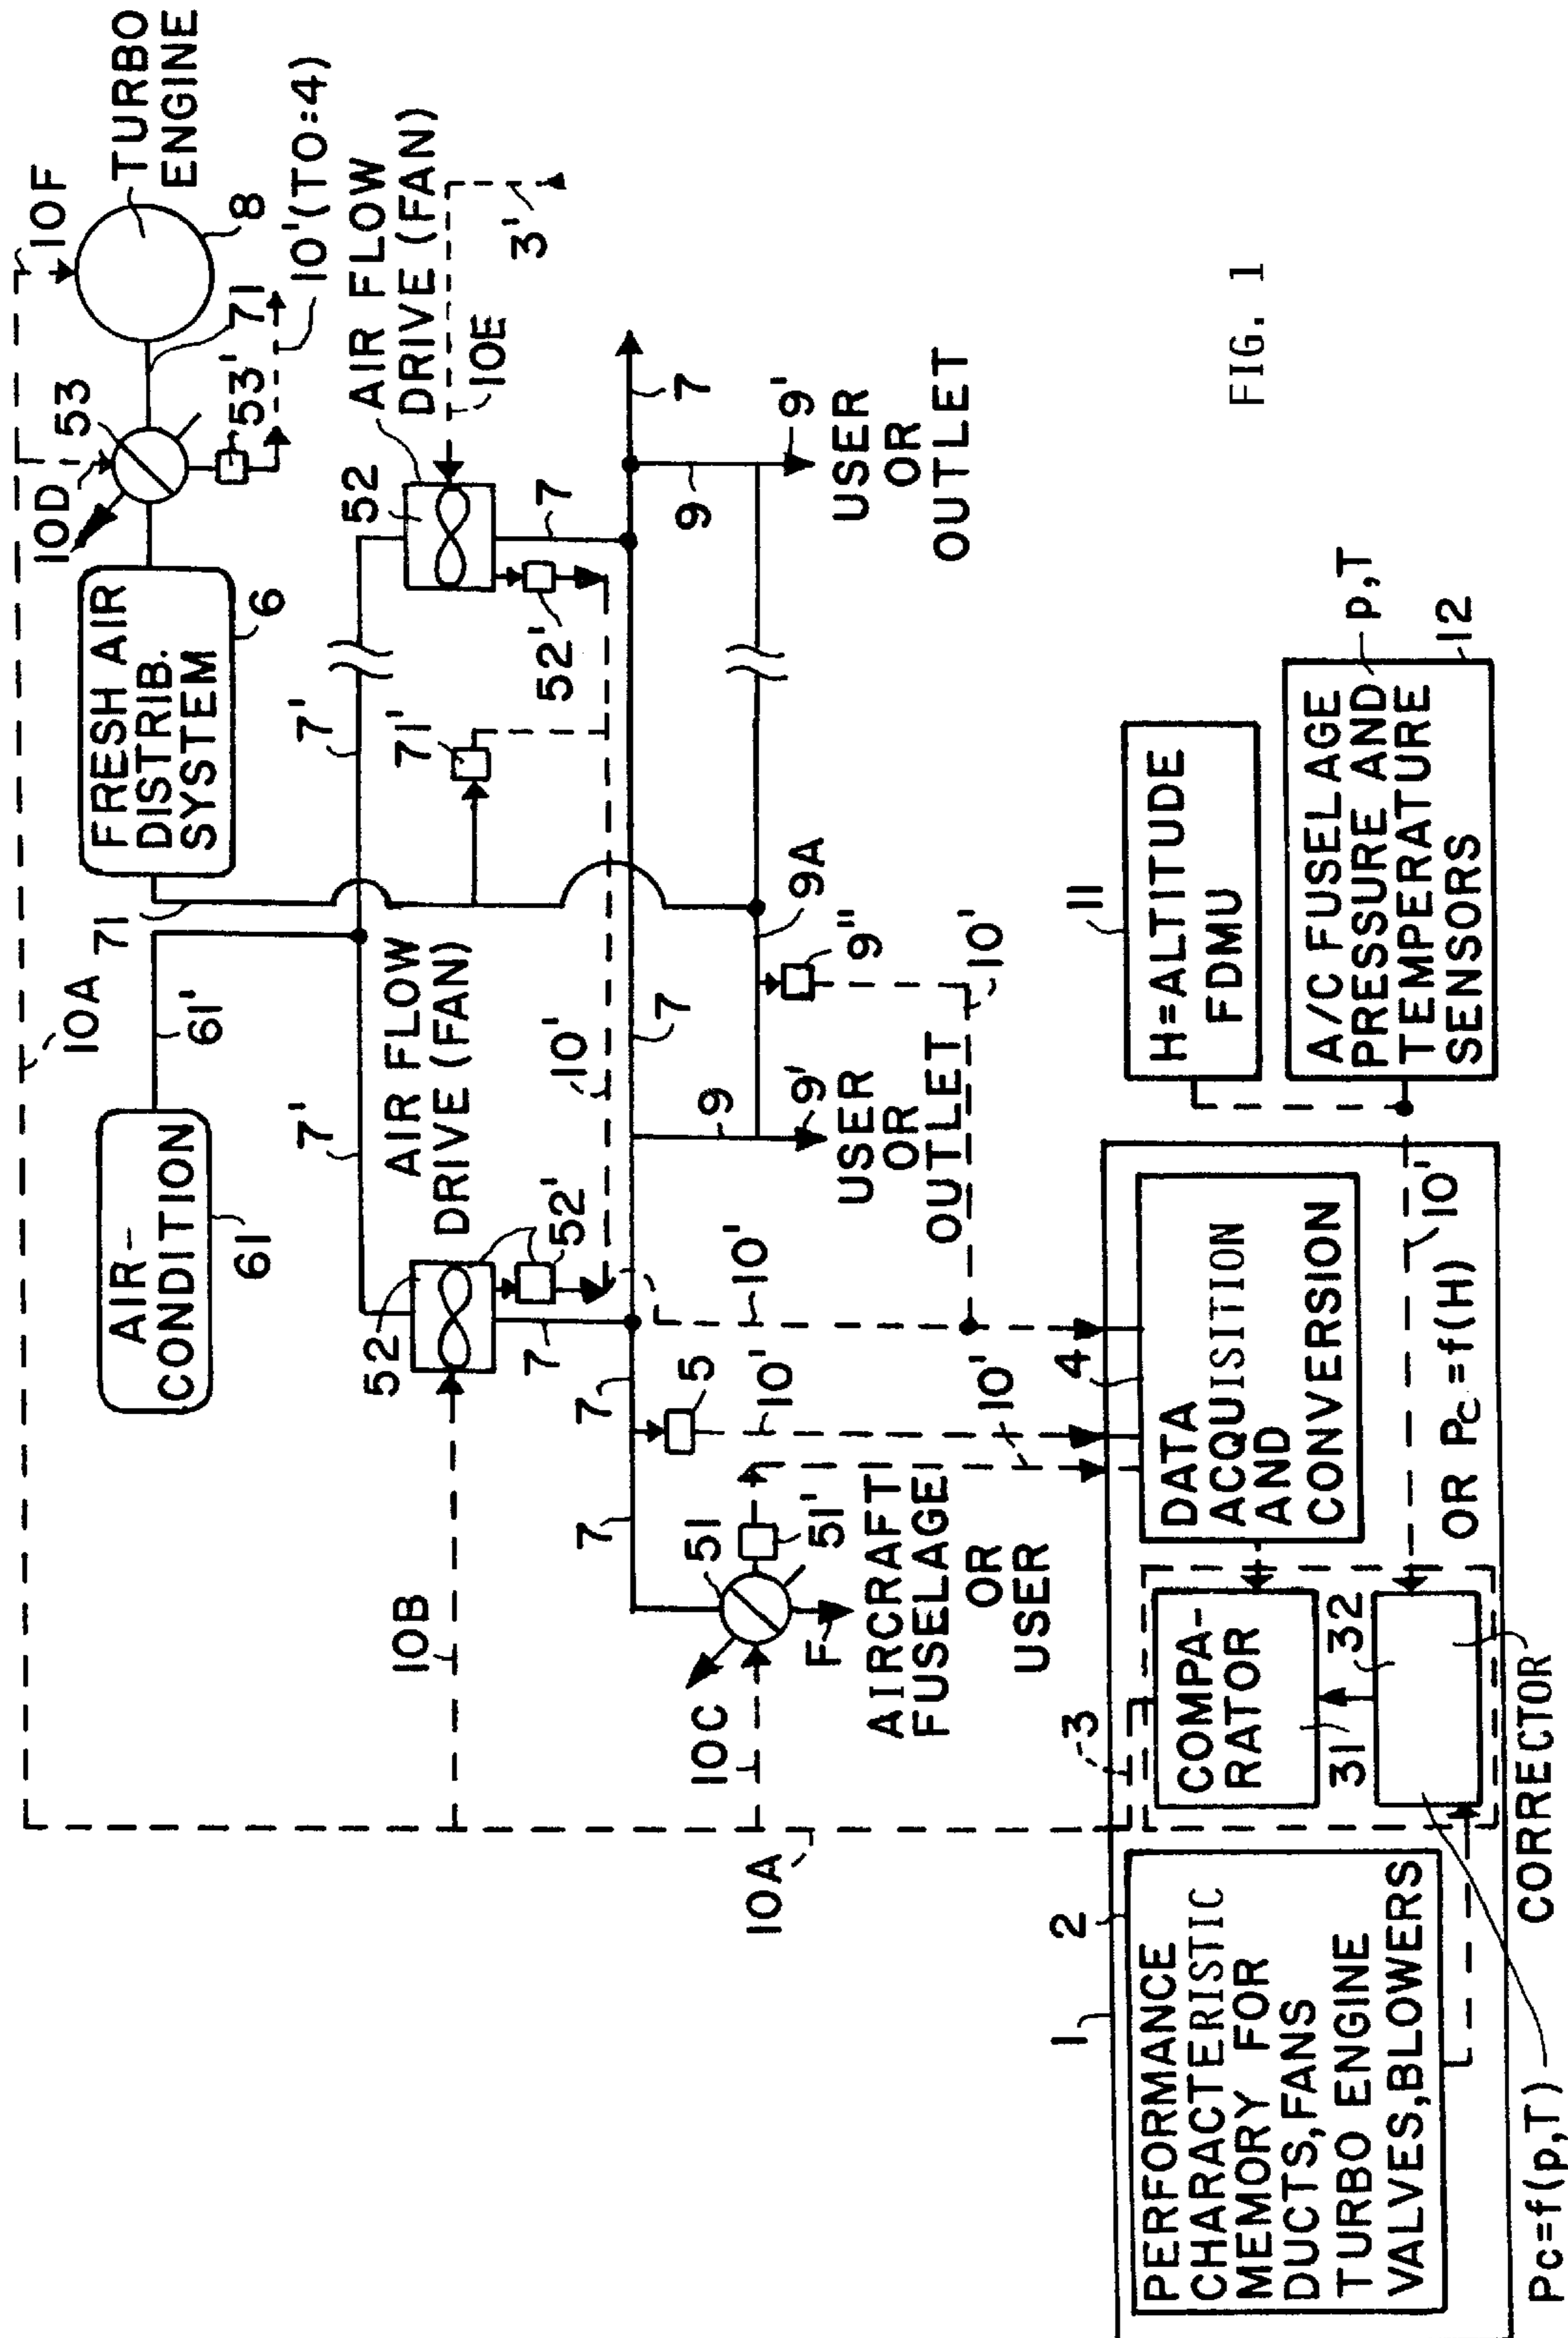 10F
TURBO
ENGINE
8
10'(TO=4)
71
53
53'
10D
FRESH AIR
DISTRIB.
SYSTEM
6
10A
71
AIR-
CONDITION
61
61'
7'
7'
AIR FLOW
DRIVE (FAN)
10E
3'
52
7
52'
71'
AIR FLOW
DRIVE (FAN)
10'
52
52'
7
10B
7
7
5
7
7
9
9'
USER
OR
OUTLET
9
9'
USER
OR
OUTLET
9A
9"
10'
10'
10'
10'
51
51'
10C
F
AIRCRAFT
FUSELAGE
OR
USER
10A
FIG. 1
11
H=ALTITUDE
FDMU
A/C FUSELAGE
PRESSURE AND
TEMPERATURE
SENSORS
p,T
12
10'
OR Pc=f(H)
4
DATA
ACQUISITION
AND
CONVERSION
3
COMPA-
RATOR
31
32
CORRECTOR
1
2
PERFORMANCE
CHARACTERISTIC
MEMORY FOR
DUCTS,FANS
TURBO ENGINE
VALVES,BLOWERS
Pc=f(p,T)